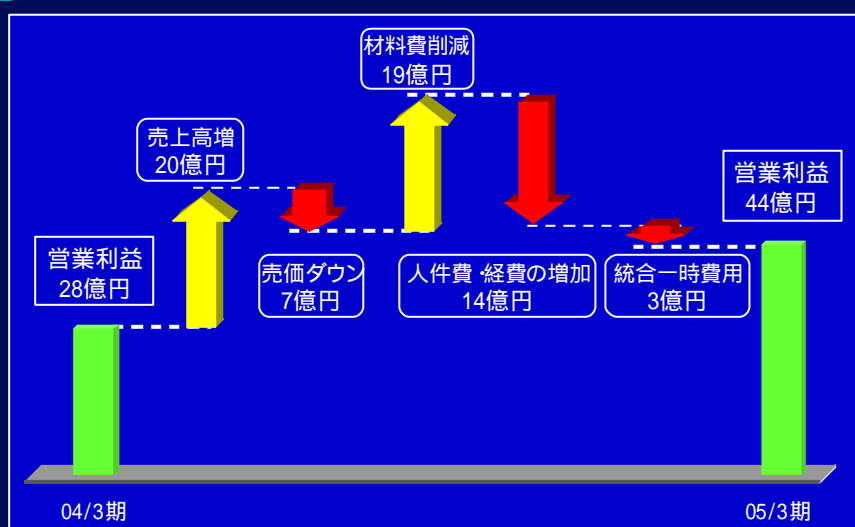 材料費削減
19億円
売上高増
20億円
営業利益
44億円
営業利益
28億円
売価ダウン
7億円
人件費・経費の増加
14億円
統合一時費用
3億円
04/3期
05/3期